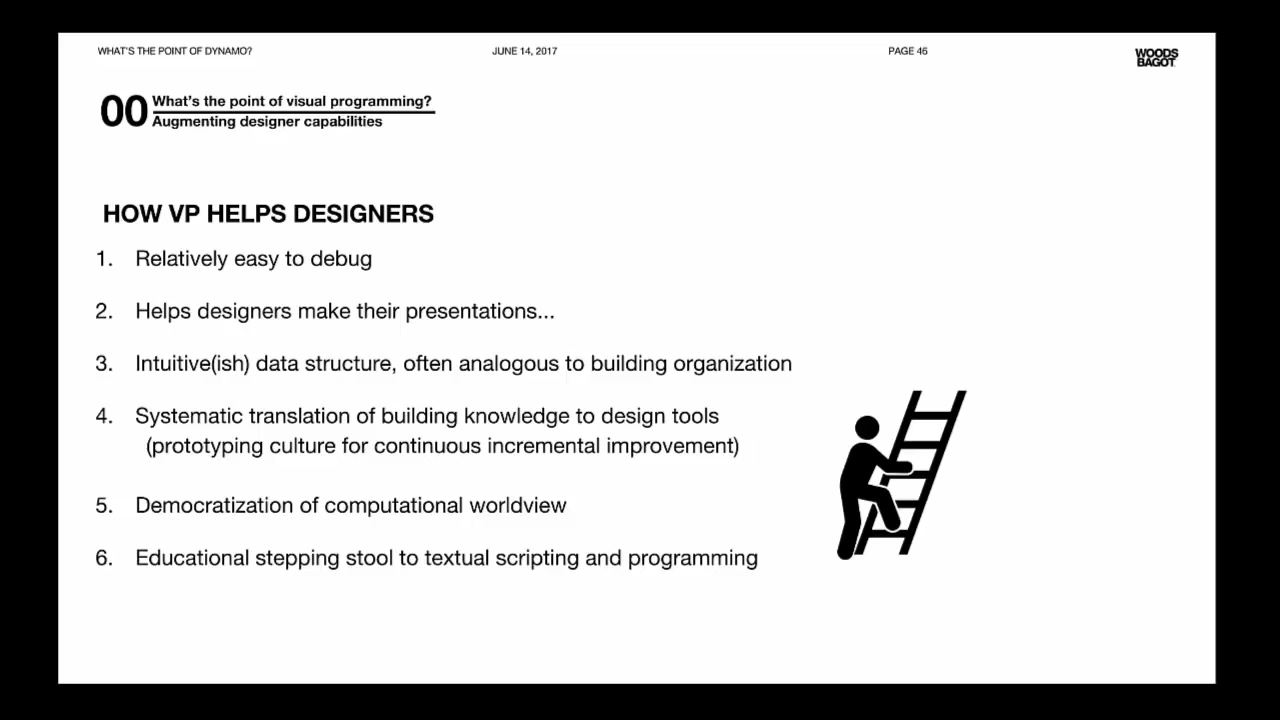 WHAT'S THE POINT OF DYNAMO?
JUNE 14, 2017
PAGE 46
WOODS
BAGOT
00
What's the point of visual programming?
Augmenting designer capabilities
HOW VP HELPS DESIGNERS
1. Relatively easy to debug
2. Helps designers make their presentations...
3. Intuitive(ish) data structure, often analogous to building organization
4. Systematic translation of building knowledge to design tools
(prototyping culture for continuous incremental improvement)
5. Democratization of computational worldview
6. Educational stepping stool to textual scripting and programming